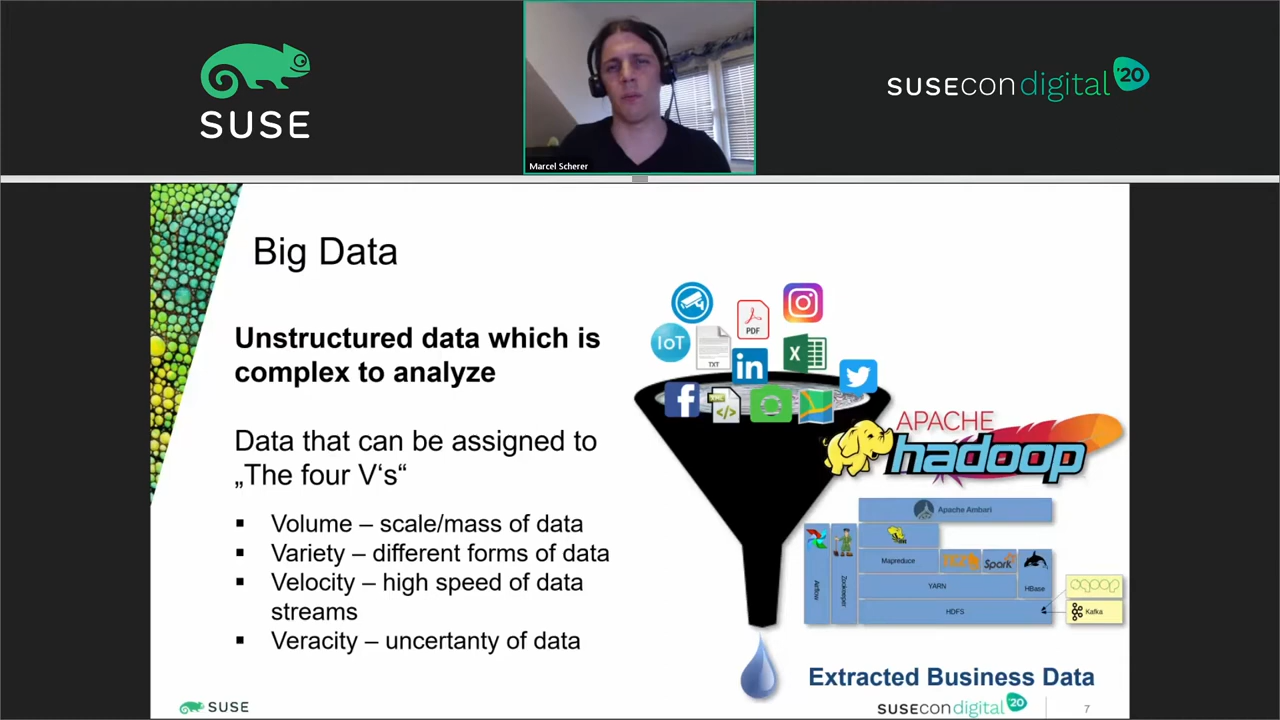 SUSE
Marcel Scherer
SUSECON digital '20
Big Data
Unstructured data which is
complex to analyze
Data that can be assigned to
„The four V's“
Volume – scale/mass of data
Variety – different forms of data
Velocity – high speed of data
streams
Veracity – uncertanty of data
PDF
IoT
TXT
in
X
f
</>
APACHE
hadoop
Apache Ambari
Mapreduce
Spark
YARN
HBase
HDFS
Airflow
Zookeeper
sqoop
Kafka
Extracted Business Data
SUSE
SUSECON digital '20
7